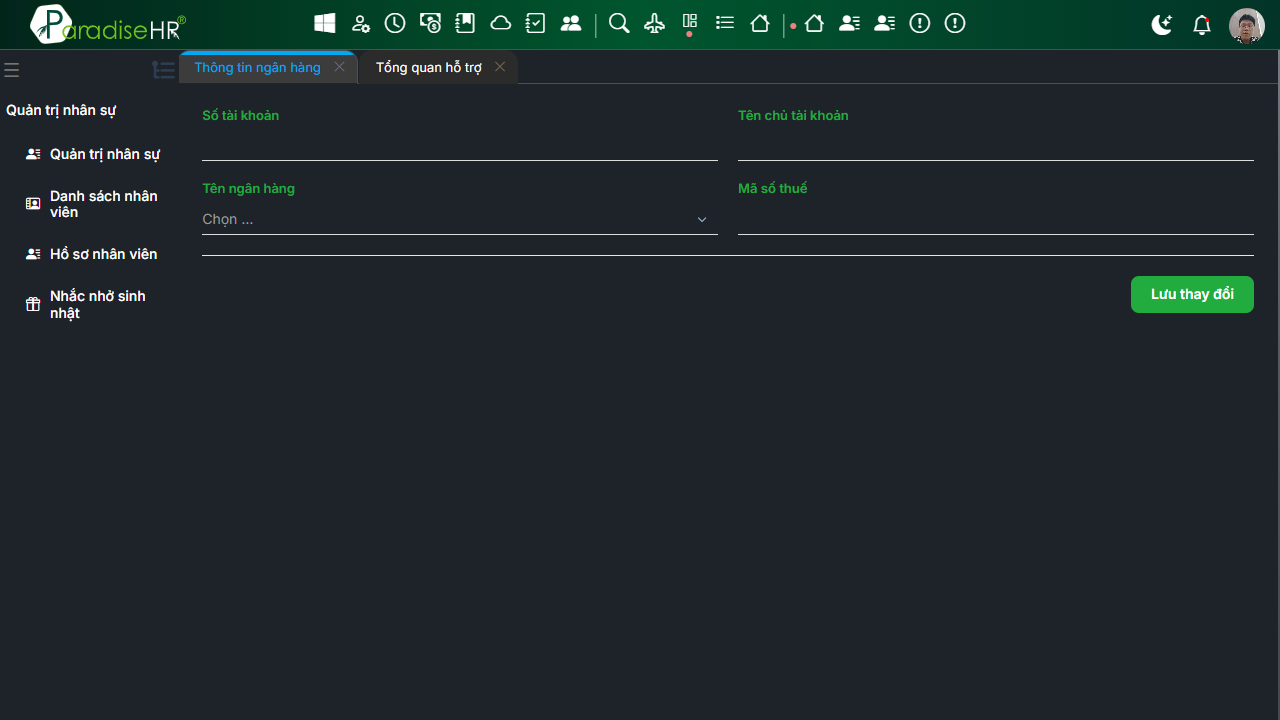 ParadiseHR®
Thông tin ngân hàng
Tổng quan hỗ trợ
Quản trị nhân sự
Quản trị nhân sự
Danh sách nhân
viên
Hồ sơ nhân viên
Nhắc nhở sinh
nhật
Số tài khoản
Tên chủ tài khoản
Tên ngân hàng
Mã số thuế
Chọn ...
Lưu thay đổi